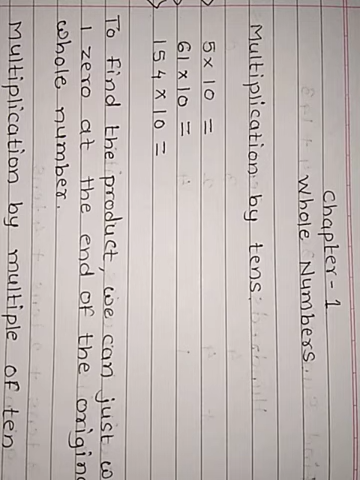 Chapter-1
Whole Numbers.
Multiplication by tens:
5 x 10 =
61 x 10 =
154 x 10 =
To find the product, we can just
1 zero at the end of the
whole number.
Multiplication by multiple of ten